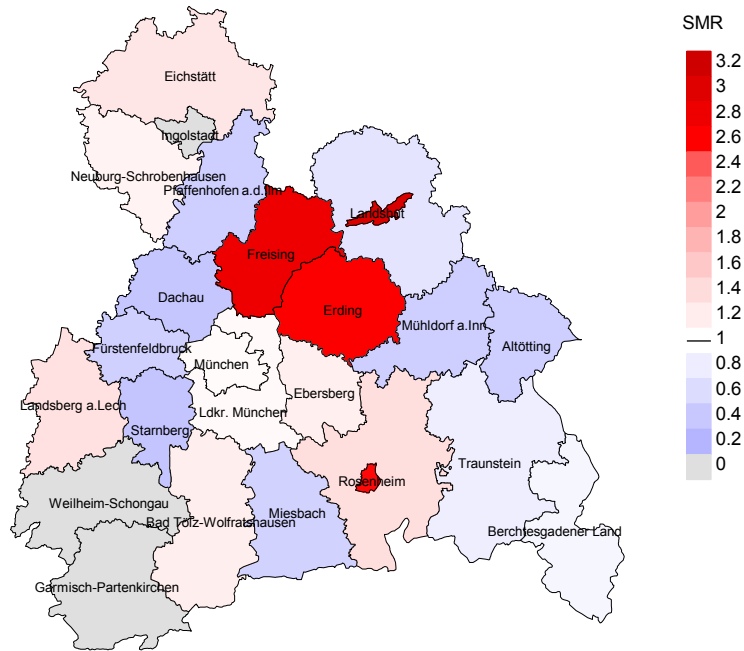 SMR
3.2
3
2.8
2.6
2.4
2.2
2
1.8
1.6
1.4
1.2
1
0.8
0.6
0.4
0.2
0
Eichstätt
Ingolstadt
Neuburg-Schrobenhausen
Pfaffenhofen a.d.Ilm
Landshut
Freising
Dachau
Erding
Mühldorf a.Inn
Altötting
Fürstenfeldbruck
München
Ebersberg
Landsberg a.Lech
Ldkr. München
Starnberg
Traunstein
Rosenheim
Weilheim-Schongau
Miesbach
Bad Tölz-Wolfratshausen
Berchtesgadener Land
Garmisch-Partenkirchen